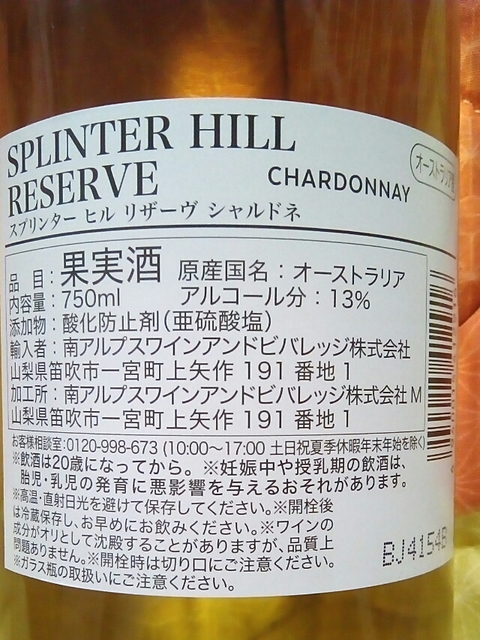 SPLINTER HILL
RESERVE
CHARDONNAY
オーストラリア
スプリンター ヒル リザーヴ シャルドネ
品　目：果実酒　原産国名：オーストラリア
内容量：750ml　アルコール分：13%
添加物：酸化防止剤（亜硫酸塩）
輸入者：南アルプスワインアンドビバレッジ株式会社
山梨県笛吹市一宮町上矢作 191 番地 1
加工所：南アルプスワインアンドビバレッジ株式会社 M
山梨県笛吹市一宮町上矢作 191 番地 1
お客様相談室：0120-998-673 (10:00～17:00 土日祝夏季休暇年末年始を除く)
※飲酒は20歳になってから。※妊娠中や授乳期の飲酒は、
胎児・乳児の発育に悪影響を与えるおそれがあります。
※高温・直射日光を避けて保存してください。※開栓後
は冷蔵保存し、お早めにお飲みください。※ワインの
成分がオリとして沈殿することがありますが、品質上
問題ありません。※開栓時は切り口にご注意ください。
※ガラス瓶の取扱いにご注意ください。
BJ4154B